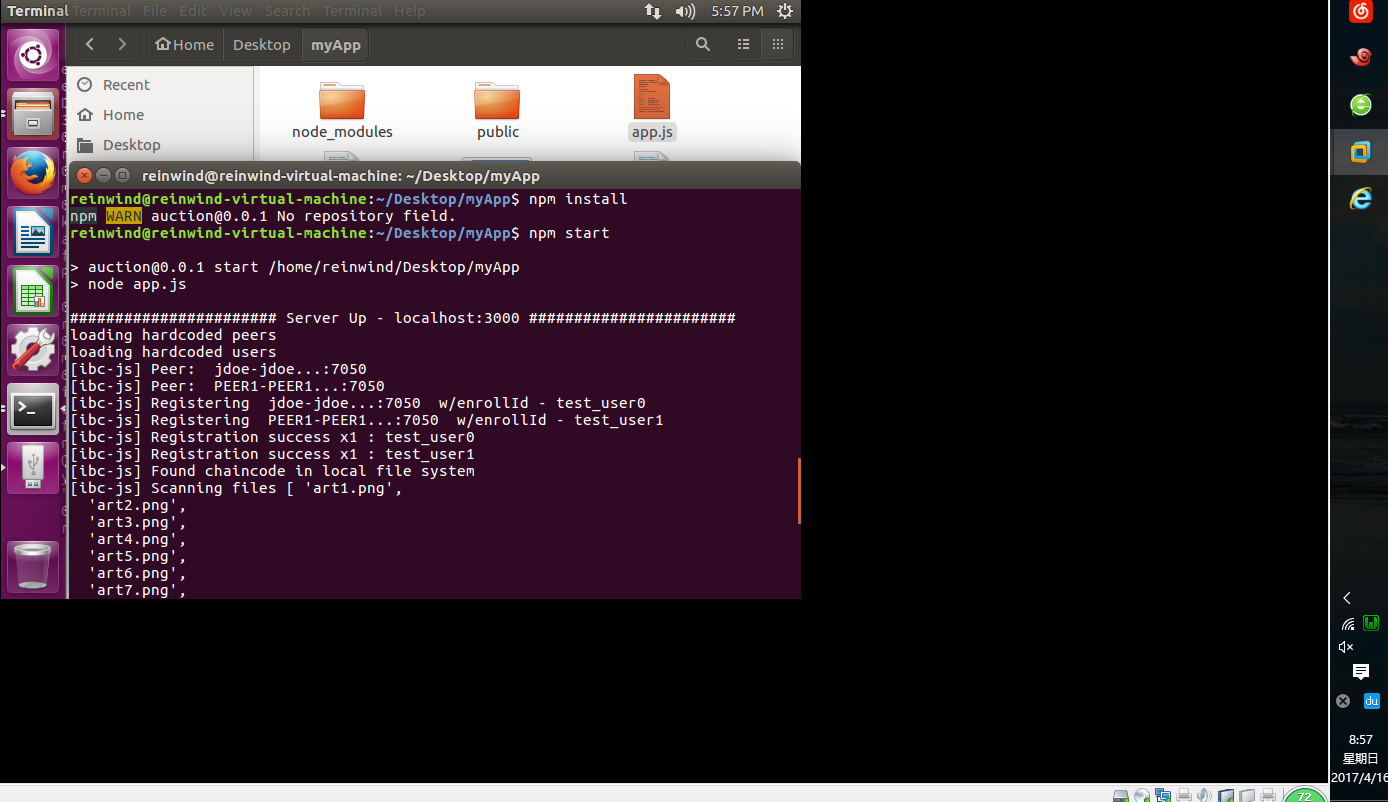 Terminal Terminal File Edit View Search Terminal Help 5:57 PM
Home Desktop myApp
Recent
Home
Desktop
node_modules public app.js
reinwind@reinwind-virtual-machine: ~/Desktop/myApp
reinwind@reinwind-virtual-machine:~/Desktop/myApp$ npm install
npm WARN auction@0.0.1 No repository field.
reinwind@reinwind-virtual-machine:~/Desktop/myApp$ npm start
> auction@0.0.1 start /home/reinwind/Desktop/myApp
> node app.js
####################### Server Up - localhost:3000 #######################
loading hardcoded peers
loading hardcoded users
[ibc-js] Peer:  jdoe-jdoe...:7050
[ibc-js] Peer:  PEER1-PEER1...:7050
[ibc-js] Registering  jdoe-jdoe...:7050  w/enrollId - test_user0
[ibc-js] Registering  PEER1-PEER1...:7050  w/enrollId - test_user1
[ibc-js] Registration success x1 : test_user0
[ibc-js] Registration success x1 : test_user1
[ibc-js] Found chaincode in local file system
[ibc-js] Scanning files [ 'art1.png',
  'art2.png',
  'art3.png',
  'art4.png',
  'art5.png',
  'art6.png',
  'art7.png',
du
8:57
星期日
2017/4/16
72